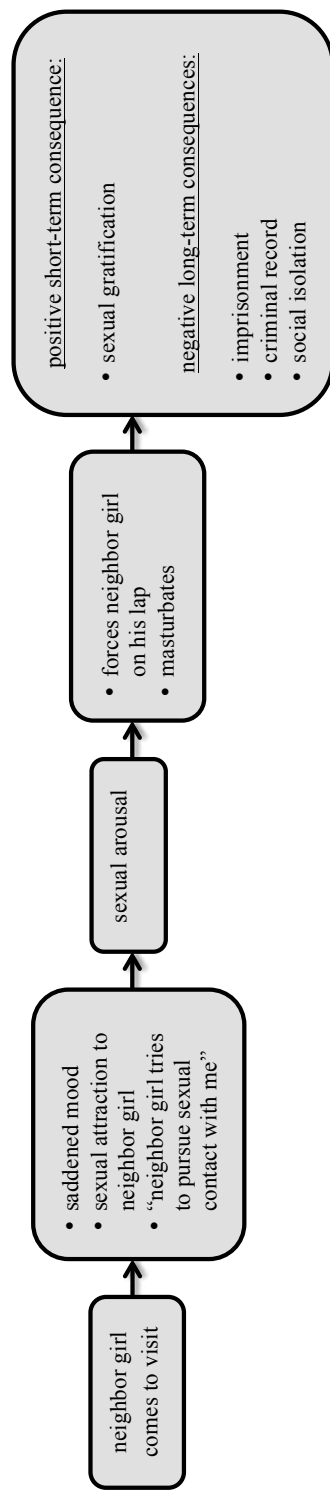 neighbor girl
comes to visit
• saddened mood
• sexual attraction to
neighbor girl
• “neighbor girl tries
to pursue sexual
contact with me”
sexual arousal
• forces neighbor girl
on his lap
• masturbates
positive short-term consequence:
• sexual gratification
negative long-term consequences:
• imprisonment
• criminal record
• social isolation